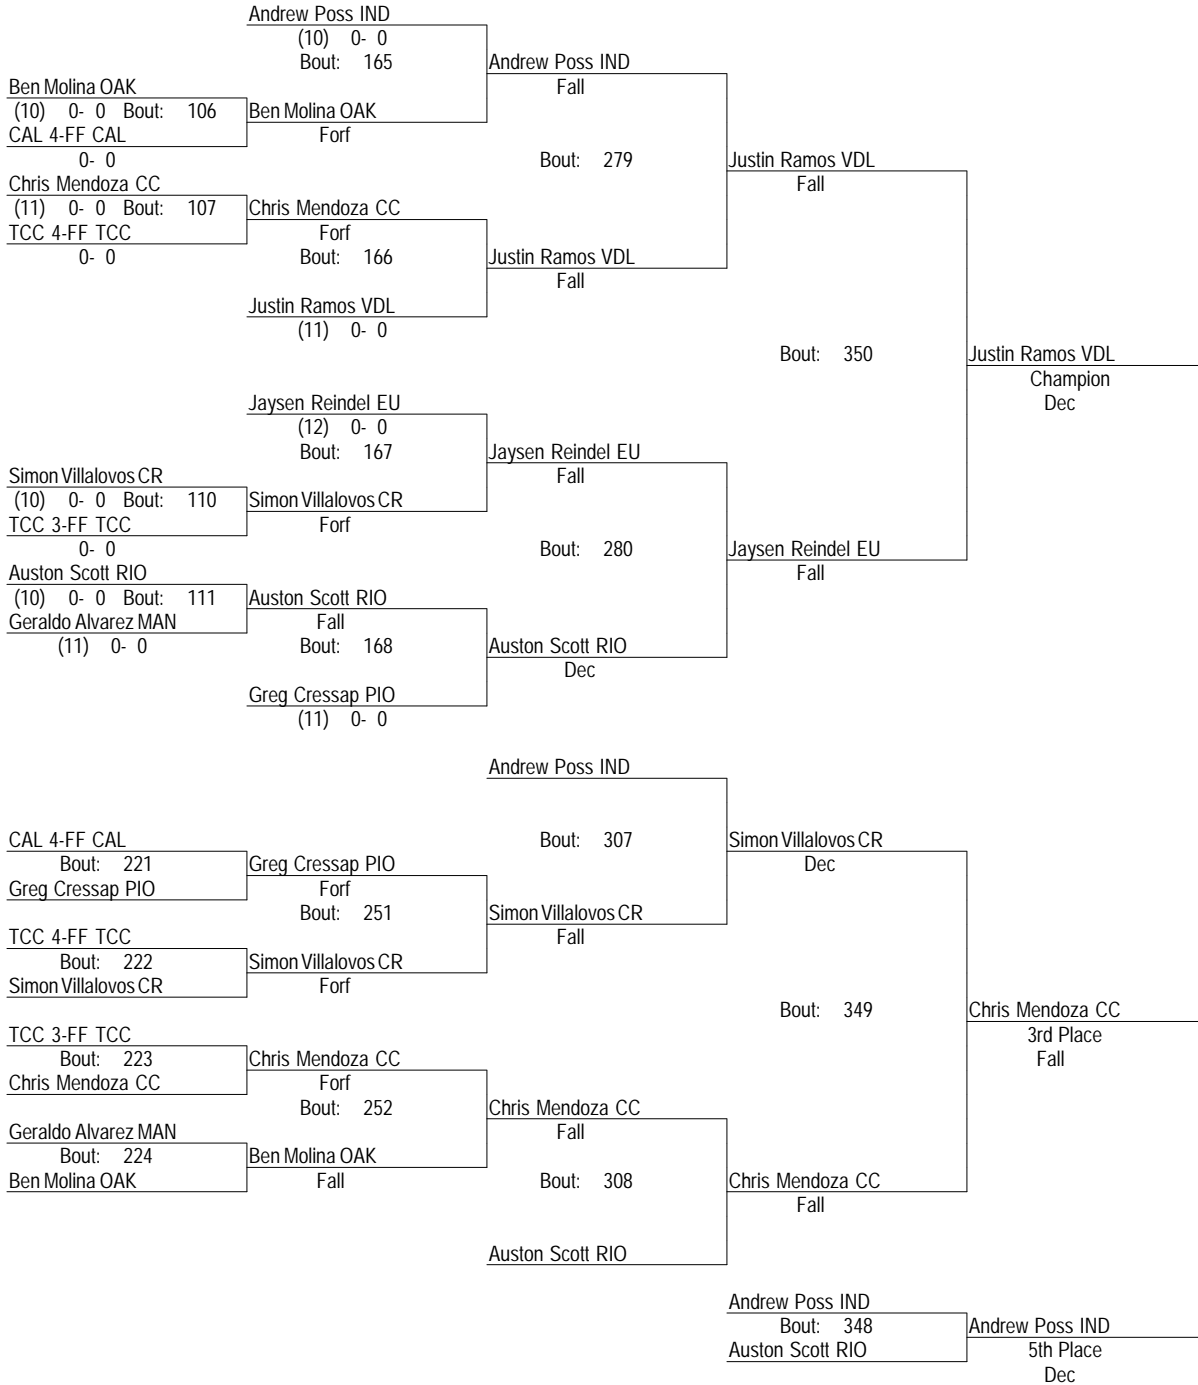 Andrew Poss IND
(10) 0- 0
Bout: 165
Andrew Poss IND
Fall
Ben Molina OAK
(10) 0- 0 Bout: 106
Ben Molina OAK
CAL 4-FF CAL
Forf
0- 0
Bout: 279
Justin Ramos VDL
Fall
Chris Mendoza CC
(11) 0- 0 Bout: 107
Chris Mendoza CC
TCC 4-FF TCC
Forf
0- 0
Bout: 166
Justin Ramos VDL
Fall
Justin Ramos VDL
(11) 0- 0
Bout: 350
Justin Ramos VDL
Champion
Dec
Jaysen Reindel EU
(12) 0- 0
Bout: 167
Jaysen Reindel EU
Fall
Simon Villalovos CR
(10) 0- 0 Bout: 110
Simon Villalovos CR
TCC 3-FF TCC
Forf
0- 0
Bout: 280
Jaysen Reindel EU
Fall
Auston Scott RIO
(10) 0- 0 Bout: 111
Auston Scott RIO
Geraldo Alvarez MAN
Fall
(11) 0- 0
Bout: 168
Auston Scott RIO
Dec
Greg Cressap PIO
(11) 0- 0
Andrew Poss IND
CAL 4-FF CAL
Bout: 307
Simon Villalovos CR
Dec
Bout: 221
Greg Cressap PIO
Greg Cressap PIO
Forf
Bout: 251
Simon Villalovos CR
Fall
TCC 4-FF TCC
Bout: 222
Simon Villalovos CR
Simon Villalovos CR
Forf
Bout: 349
Chris Mendoza CC
3rd Place
Fall
TCC 3-FF TCC
Bout: 223
Chris Mendoza CC
Chris Mendoza CC
Forf
Bout: 252
Chris Mendoza CC
Fall
Geraldo Alvarez MAN
Bout: 224
Ben Molina OAK
Ben Molina OAK
Fall
Bout: 308
Chris Mendoza CC
Fall
Auston Scott RIO
Andrew Poss IND
Bout: 348
Andrew Poss IND
Auston Scott RIO
5th Place
Dec